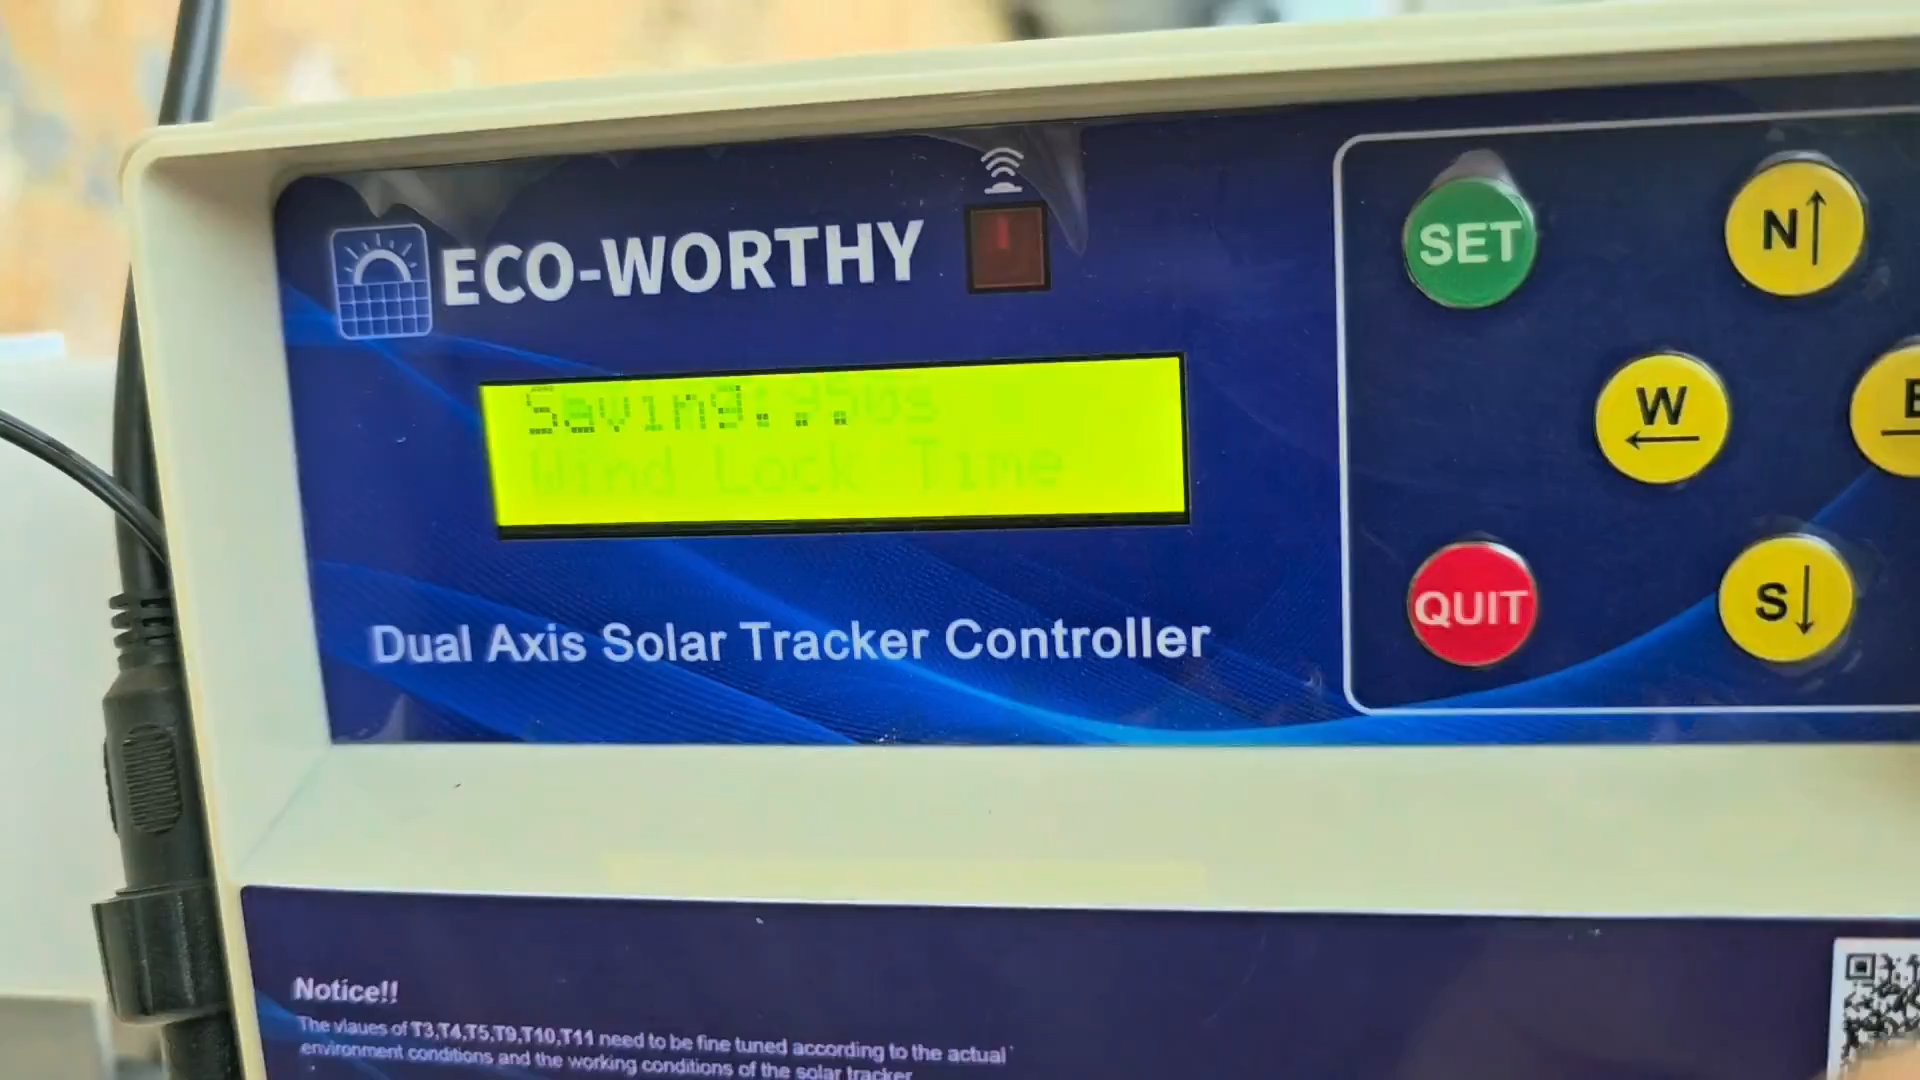 ECO-WORTHY
Saving...
Wind Lock Time
Dual Axis Solar Tracker Controller
SET
N↑
W
←
QUIT
S↓
Notice!!
The vlaues of T3,T4,T5,T9,T10,T11 need to be fine tuned according to the actual
environment conditions and the working conditions of the solar tracker